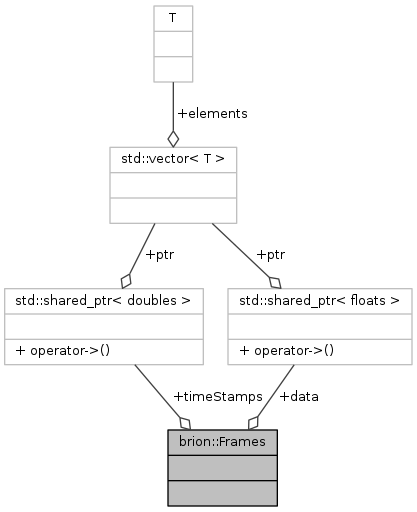 T
+elements
std::vector< T >
+ptr
+ptr
std::shared_ptr< doubles >
std::shared_ptr< floats >
+ operator->()
+ operator->()
+timeStamps
+data
brion::Frames